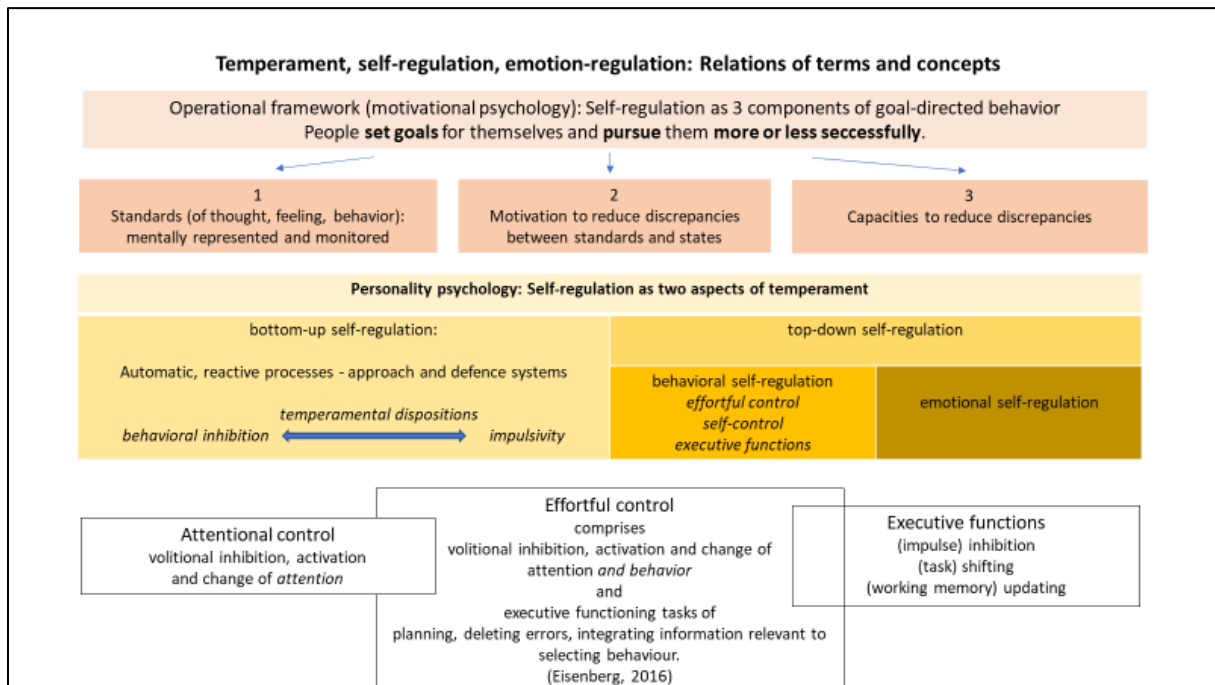 Temperament, self-regulation, emotion-regulation: Relations of terms and concepts
Operational framework (motivational psychology): Self-regulation as 3 components of goal-directed behavior
People set goals for themselves and pursue them more or less seccessfully.
1
Standards (of thought, feeling, behavior):
mentally represented and monitored
2
Motivation to reduce discrepancies
between standards and states
3
Capacities to reduce discrepancies
Personality psychology: Self-regulation as two aspects of temperament
bottom-up self-regulation:
Automatic, reactive processes - approach and defence systems
temperamental dispositions
behavioral inhibition
impulsivity
top-down self-regulation
behavioral self-regulation
effortful control
self-control
executive functions
emotional self-regulation
Attentional control
volitional inhibition, activation
and change of attention
Effortful control
comprises
volitional inhibition, activation and change of
attention and behavior
and
executive functioning tasks of
planning, deleting errors, integrating information relevant to
selecting behaviour.
(Eisenberg, 2016)
Executive functions
(impulse) inhibition
(task) shifting
(working memory) updating